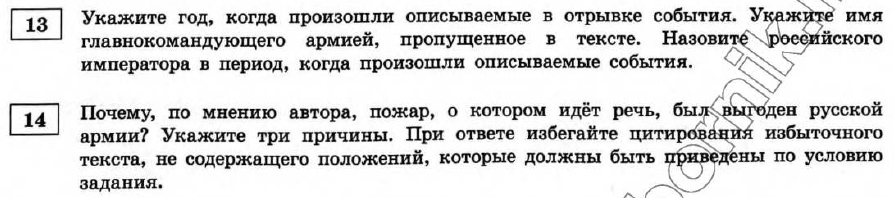 13 Укажите год, когда произошли описываемые в отрывке события. Укажите имя
главнокомандующего армией, пропущенное в тексте. Назовите российского
императора в период, когда произошли описываемые события.
14 Почему, по мнению автора, пожар, о котором идёт речь, был выгоден русской
армии? Укажите три причины. При ответе избегайте цитирования избыточного
текста, не содержащего положений, которые должны быть приведены по условию
задания.